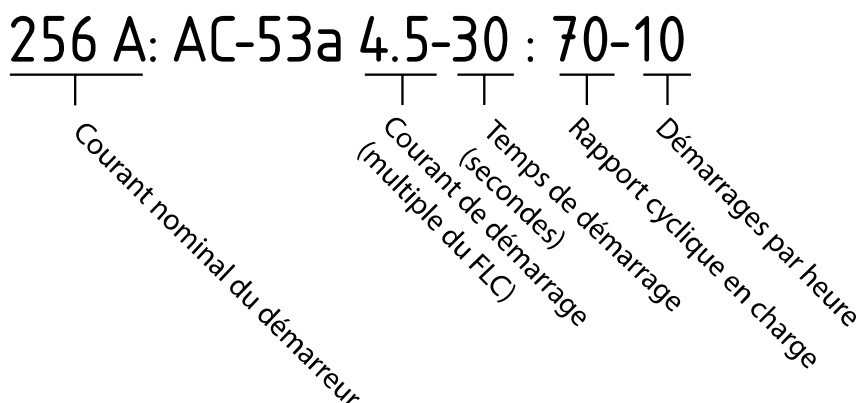 256 A: AC-53a 4.5-30 : 70-10
Courant nominal du démarreur
Courant de démarrage
(multiple du FLC)
Temps de démarrage
(secondes)
Rapport cyclique en charge
Démarrages par heure